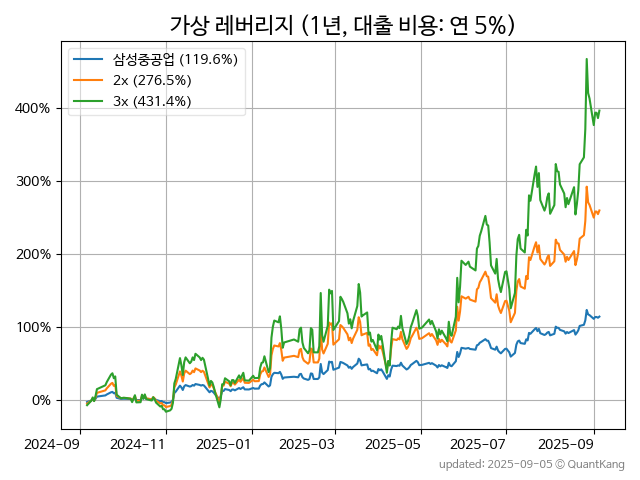 가상 레버리지 (1년, 대출 비용: 연 5%)
삼성중공업 (119.6%)
2x (276.5%)
3x (431.4%)
400%
300%
200%
100%
0%
2024-09 2024-11 2025-01 2025-03 2025-05 2025-07 2025-09
updated: 2025-09-05 © QuantKang